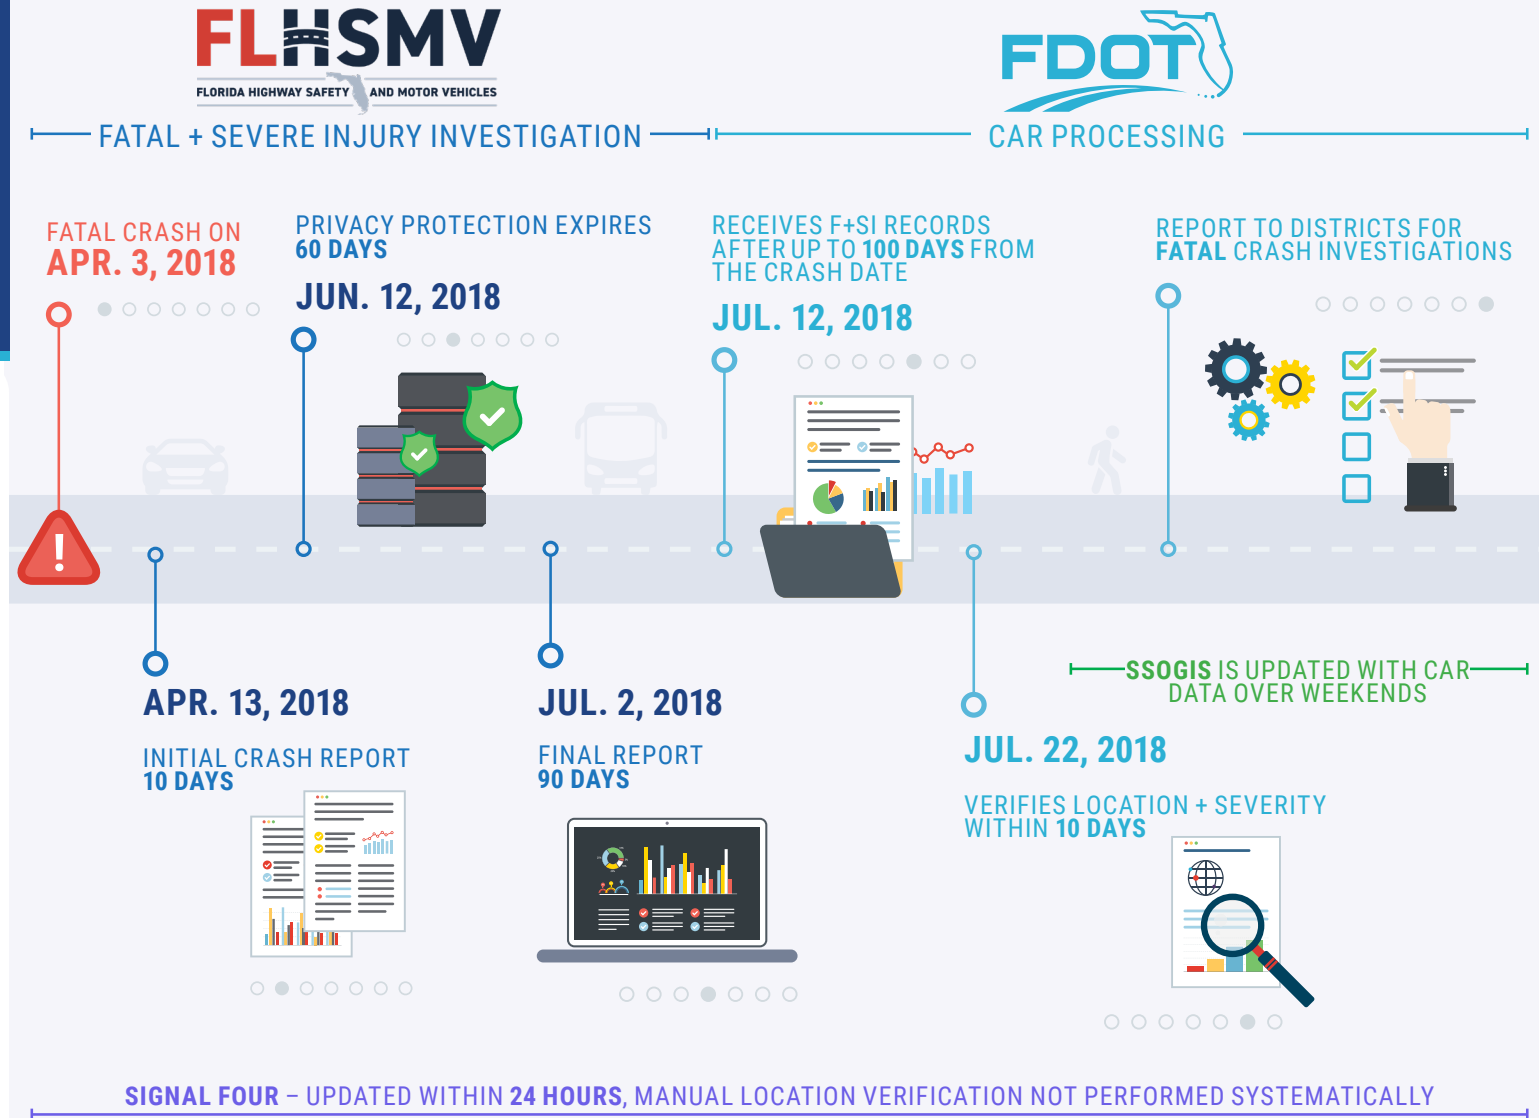 FLHSMV
FLORIDA HIGHWAY SAFETY AND MOTOR VEHICLES
FDOT
FATAL + SEVERE INJURY INVESTIGATION
CAR PROCESSING
FATAL CRASH ON
APR. 3, 2018
PRIVACY PROTECTION EXPIRES
60 DAYS
JUN. 12, 2018
RECEIVES F+SI RECORDS
AFTER UP TO 100 DAYS FROM
THE CRASH DATE
JUL. 12, 2018
REPORT TO DISTRICTS FOR
FATAL CRASH INVESTIGATIONS
!
APR. 13, 2018
INITIAL CRASH REPORT
10 DAYS
JUL. 2, 2018
FINAL REPORT
90 DAYS
JUL. 22, 2018
VERIFIES LOCATION + SEVERITY
WITHIN 10 DAYS
SSOGIS IS UPDATED WITH CAR
DATA OVER WEEKENDS
SIGNAL FOUR – UPDATED WITHIN 24 HOURS, MANUAL LOCATION VERIFICATION NOT PERFORMED SYSTEMATICALLY